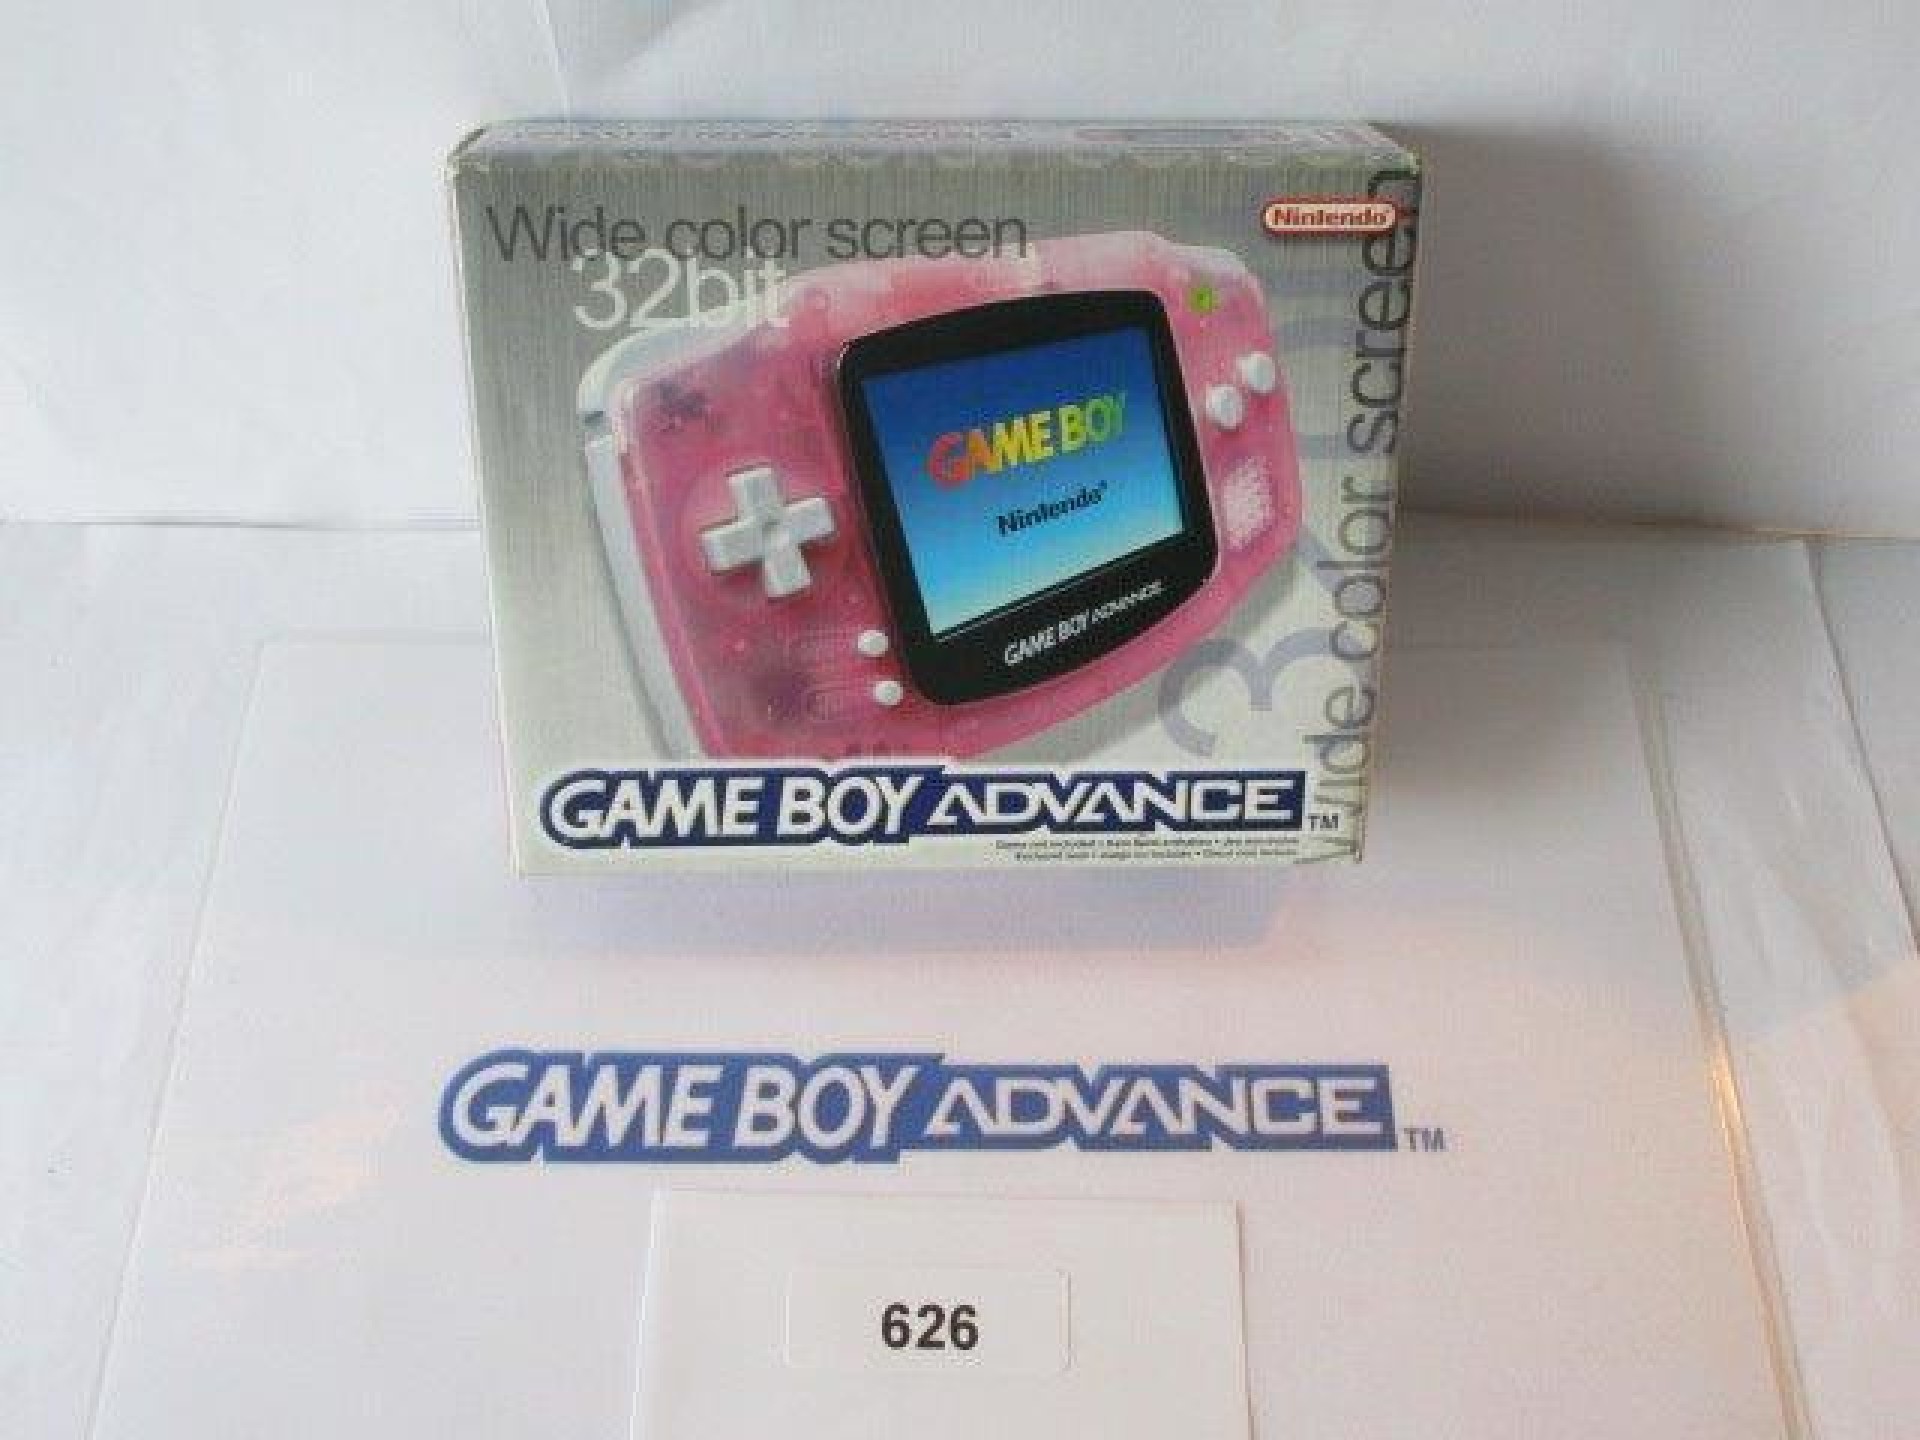 Wide color screen
32bit
Nintendo
GAME BOY
Nintendo
GAME BOY ADVANCE
Wide color screen
32
GAME BOY ADVANCE TM
GAME BOY ADVANCE TM
626